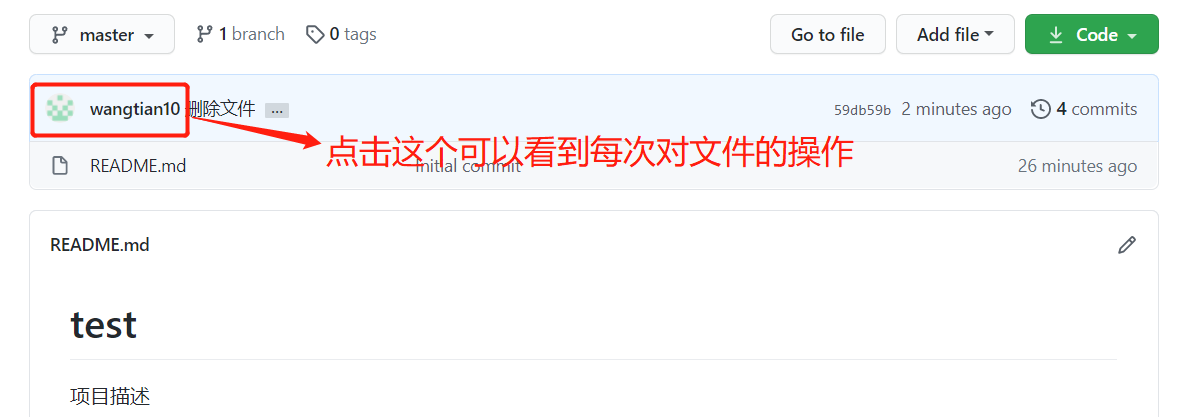 master 1 branch 0 tags Go to file Add file Code
wangtian10 删除文件 ... 59db59b 2 minutes ago 4 commits
点击这个可以看到每次对文件的操作
README.md Initial commit 26 minutes ago
README.md
test
项目描述